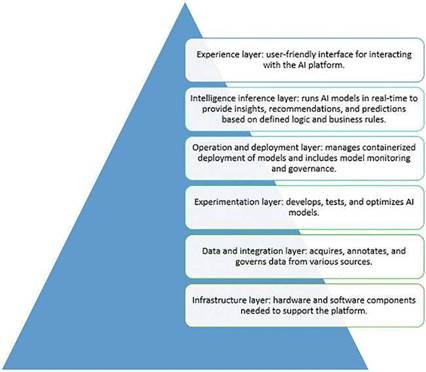 Experience layer: user-friendly interface for interacting
with the AI platform.
Intelligence inference layer: runs AI models in real-time to
provide insights, recommendations, and predictions
based on defined logic and business rules.
Operation and deployment layer: manages containerized
deployment of models and includes model monitoring
and governance.
Experimentation layer: develops, tests, and optimizes AI
models.
Data and integration layer: acquires, annotates, and
governs data from various sources.
Infrastructure layer: hardware and software components
needed to support the platform.